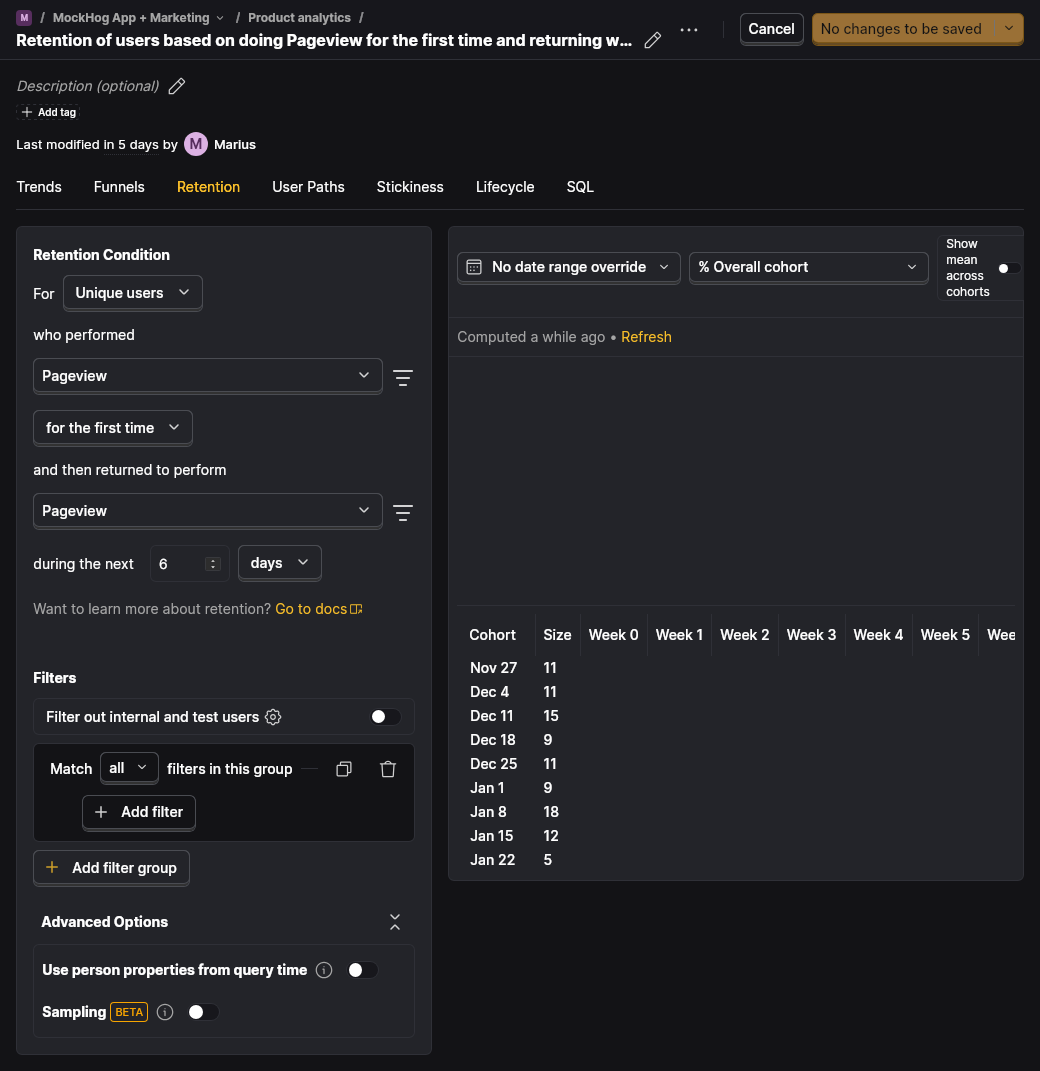 M / MockHog App + Marketing / Product analytics /
Retention of users based on doing Pageview for the first time and returning w...
Cancel
No changes to be saved
Description (optional)
Add tag
Last modified in 5 days by M Marius
Trends Funnels Retention User Paths Stickiness Lifecycle SQL
Retention Condition
For Unique users
who performed
Pageview
for the first time
and then returned to perform
Pageview
during the next 6 days
Want to learn more about retention? Go to docs
Filters
Filter out internal and test users
Match all filters in this group
Add filter
Add filter group
Advanced Options
Use person properties from query time
Sampling BETA
No date range override
% Overall cohort
Show
mean
across
cohorts
Computed a while ago • Refresh
Cohort Size Week 0 Week 1 Week 2 Week 3 Week 4 Week 5 Wee
Nov 27 11
Dec 4 11
Dec 11 15
Dec 18 9
Dec 25 11
Jan 1 9
Jan 8 18
Jan 15 12
Jan 22 5